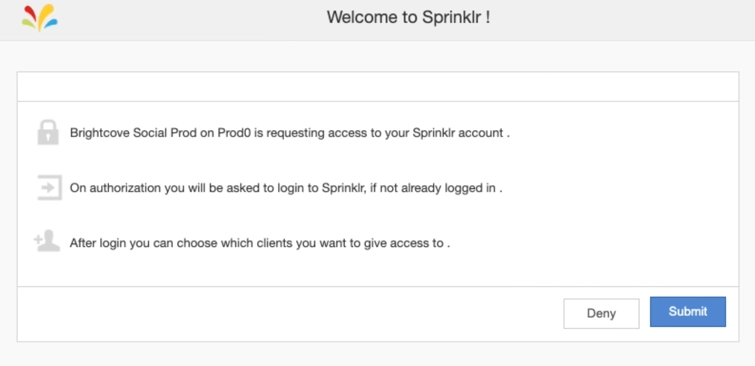 Welcome to Sprinklr !
Brightcove Social Prod on Prod0 is requesting access to your Sprinklr account .
On authorization you will be asked to login to Sprinklr, if not already logged in .
After login you can choose which clients you want to give access to .
Deny Submit